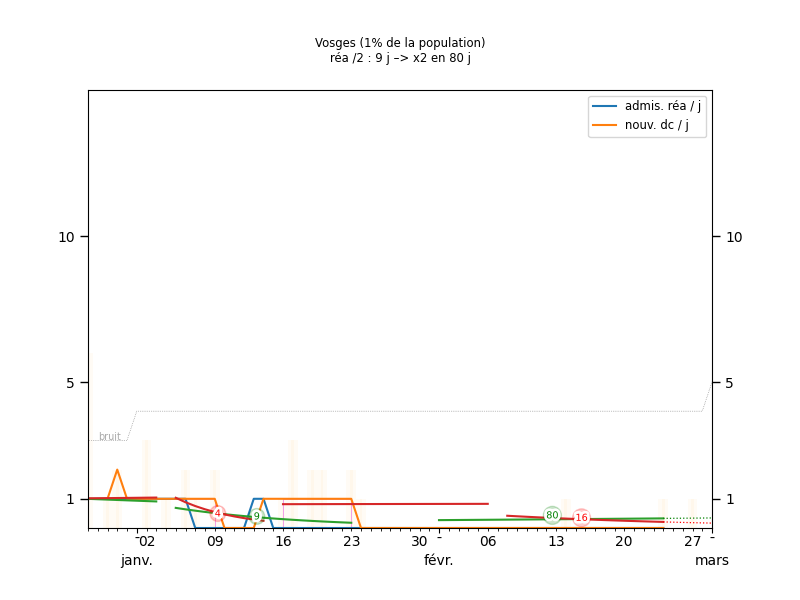 Vosges (1% de la population)
réa /2 : 9 j –> x2 en 80 j
admis. réa / j
nouv. dc / j
10 10
5 5
bruit
1 1
4 9 80 16
02 09 16 23 30 06 13 20 27
janv. févr. mars